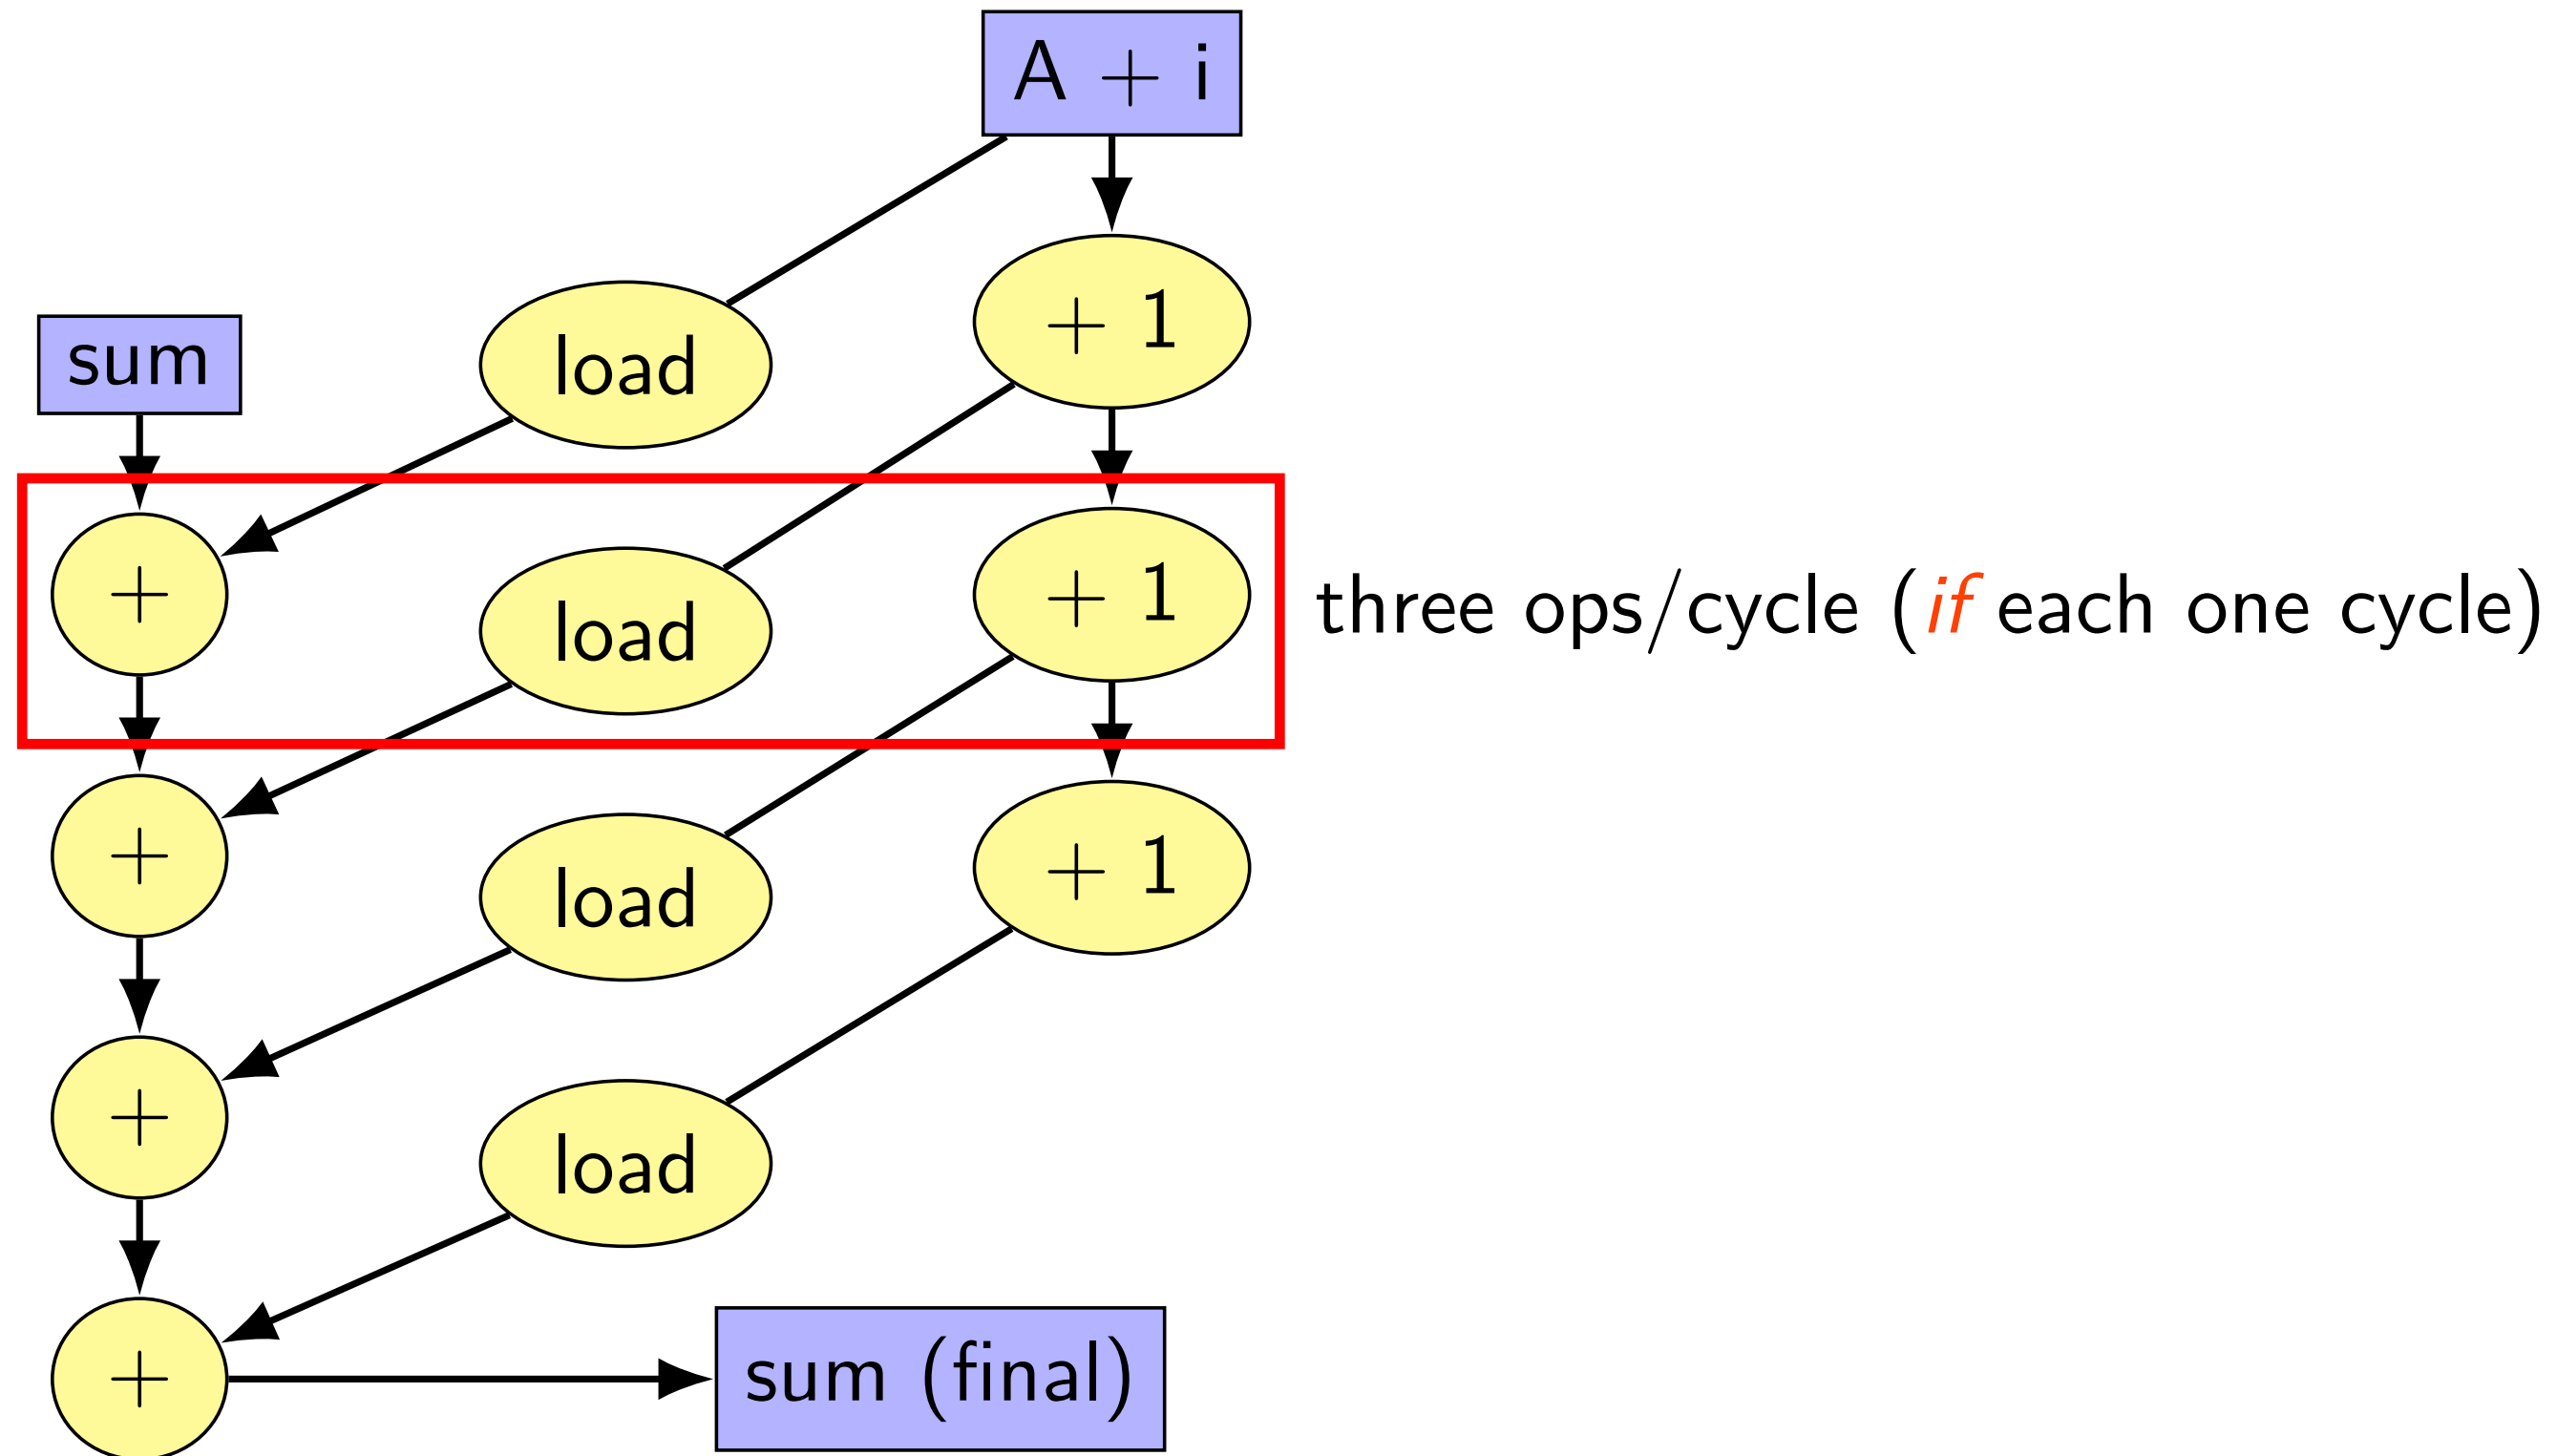 A + i
+ 1
load
sum
+
load
+ 1
three ops/cycle (if each one cycle)
+
load
+ 1
+
load
+
sum (final)